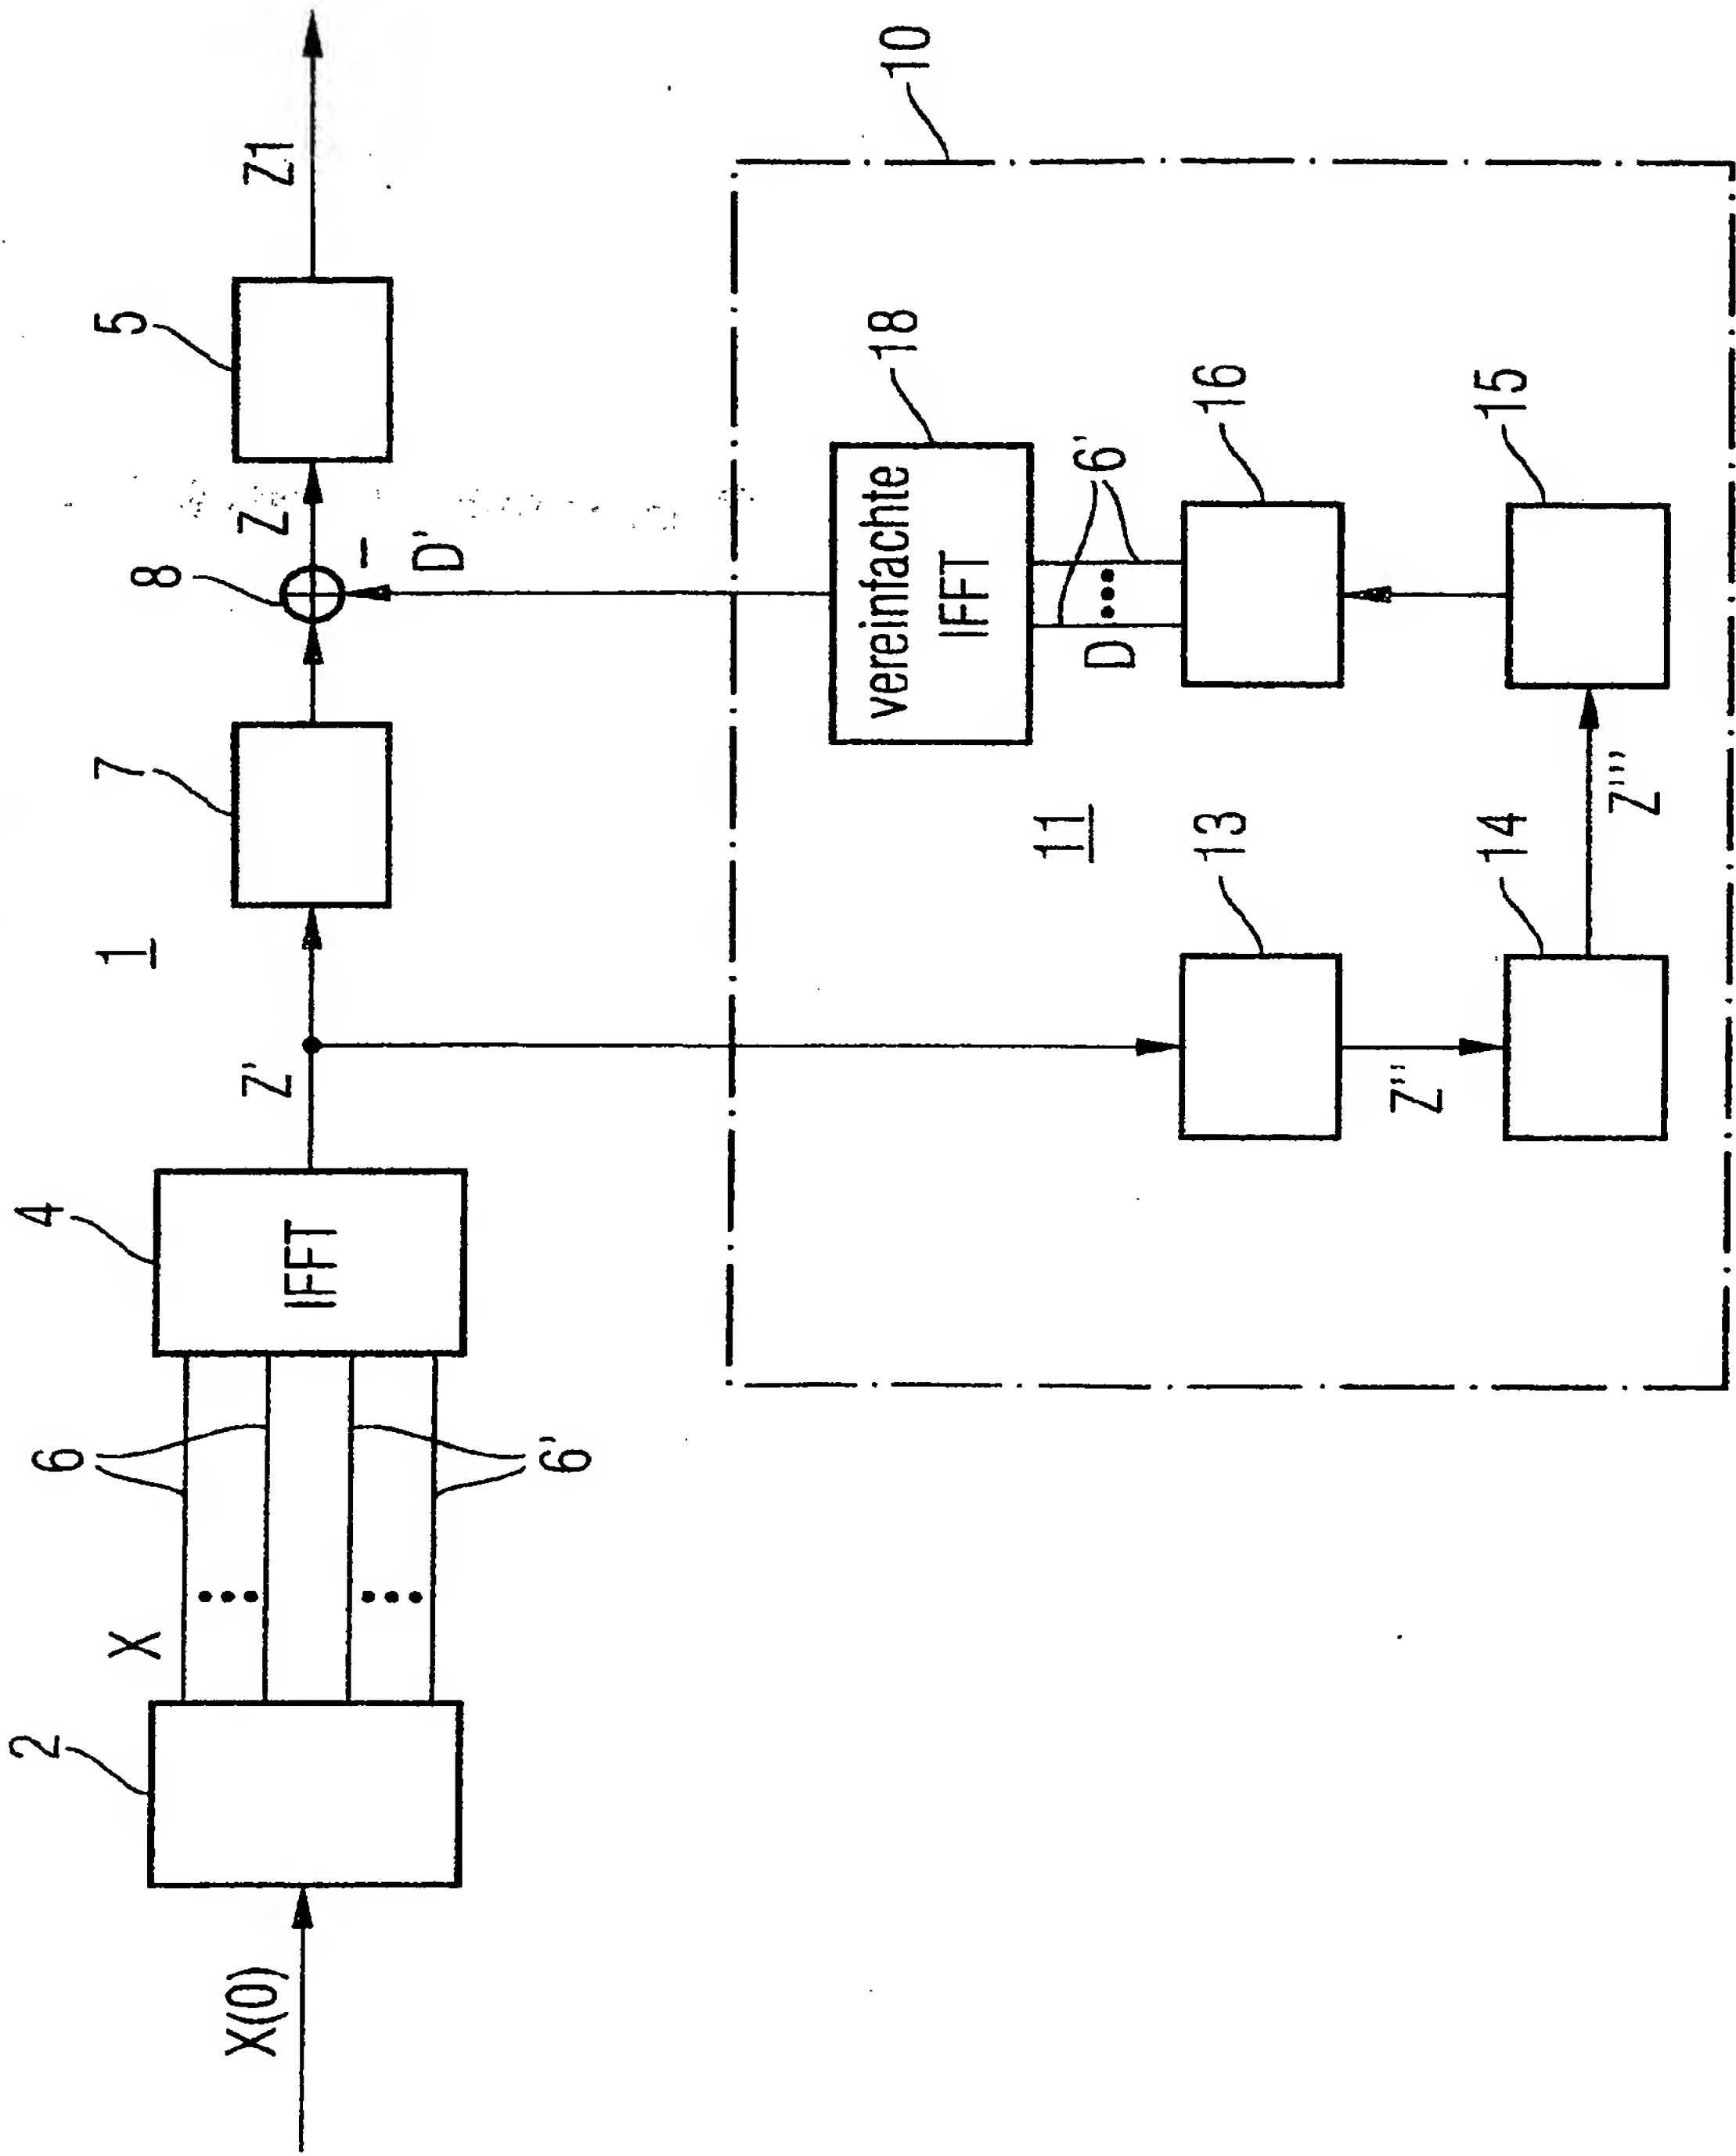 X(0)
2
X
6
6'
4
IFFT
Z'
1
7
8
Z
–
D'
5
Z1
10
11
13
Z''
14
Z''''
15
16
D
6'
vereinfachte
IFFT
18